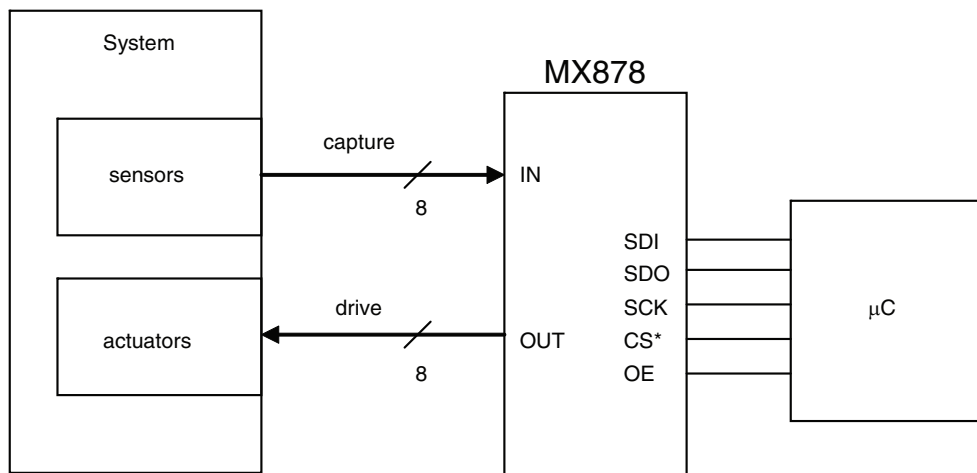 System
MX878
sensors
capture
8
IN
SDI
SDO
SCK
CS*
OE
μC
actuators
drive
8
OUT